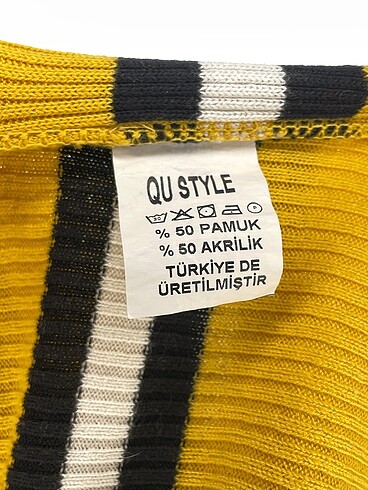 QU STYLE
% 50 PAMUK
% 50 AKRİLİK
TÜRKİYE DE
ÜRETİLMİŞTİR